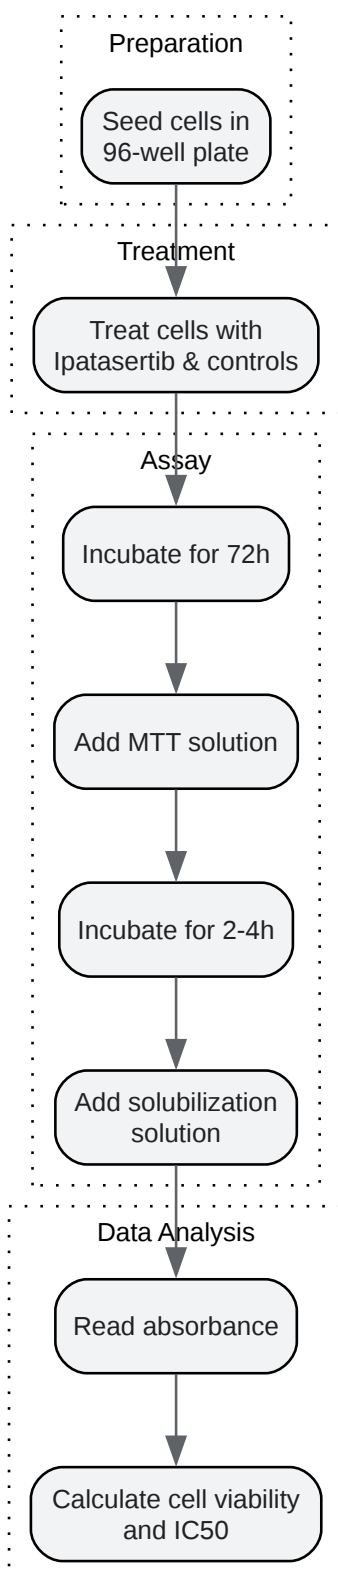 Preparation
Seed cells in
96-well plate
Treatment
Treat cells with
Ipatasertib & controls
Assay
Incubate for 72h
Add MTT solution
Incubate for 2-4h
Add solubilization
solution
Data Analysis
Read absorbance
Calculate cell viability
and IC50